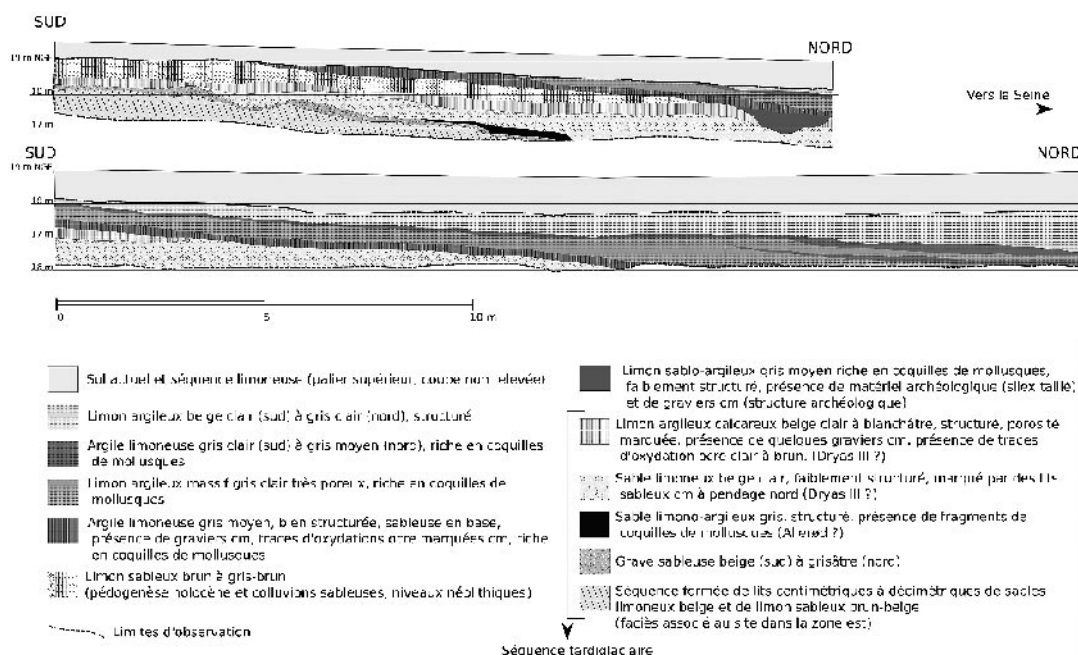 SUD
NORD
19 m NGF
18 m
17 m
Vers la Seine
SUD
NORD
19 m NGF
18 m
17 m
16 m
0 5 10 m
Sol actuel et séquence limoneuse (palier supérieur, coupe non relevée)
Limon argileux beige clair (sud) à gris clair (nord), structuré
Argile limoneuse gris clair (sud) à gris moyen (nord), riche en coquilles
de mollusques
Limon argileux massif gris clair très poreux, riche en coquilles de
mollusques
Argile limoneuse gris moyen, bien structurée, sableuse en base,
présence de graviers cm, traces d'oxydations ocre marquées cm, riche
en coquilles de mollusques
Limon sableux brun à gris-brun
(pédogenèse holocène et colluvions sableuses, niveaux néolithiques)
Limites d'observation
Limon sablo-argileux gris moyen riche en coquilles de mollusques,
faiblement structuré, présence de matériel archéologique (silex taillé)
et de graviers cm (structure archéologique)
Limon argileux calcareux beige clair à blanchâtre, structuré, porosité
marquée, présence de quelques graviers cm, présence de traces
d'oxydation ocre clair à brun, (Dryas III ?)
Sable limoneux beige clair, faiblement structuré, marqué par des lits
sableux cm à pendage nord (Dryas III ?)
Sable limono-argileux gris, structuré, présence de fragments de
coquilles de mollusques (Allerød ?)
Grave sableuse beige (sud) à grisâtre (nord)
Séquence formée de lits centimétriques à décimétriques de sables
limoneux beige et de limon sableux brun-beige
(faciès associé au site dans la zone est)
Séquence tardiglaciaire